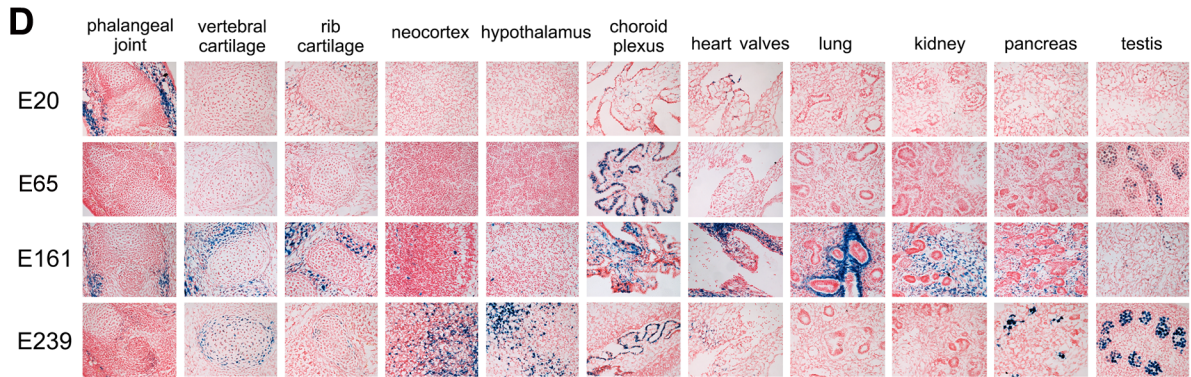 D
phalangeal joint
vertebral cartilage
rib cartilage
neocortex
hypothalamus
choroid plexus
heart valves
lung
kidney
pancreas
testis
E20
E65
E161
E239